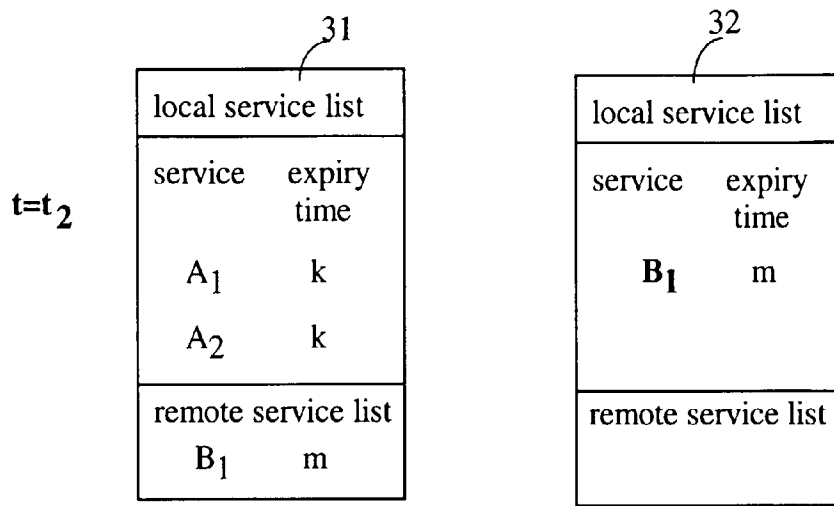 31
local service list
service expiry
time
t=t2
A1 k
A2 k
remote service list
B1 m
32
local service list
service expiry
time
B1 m
remote service list